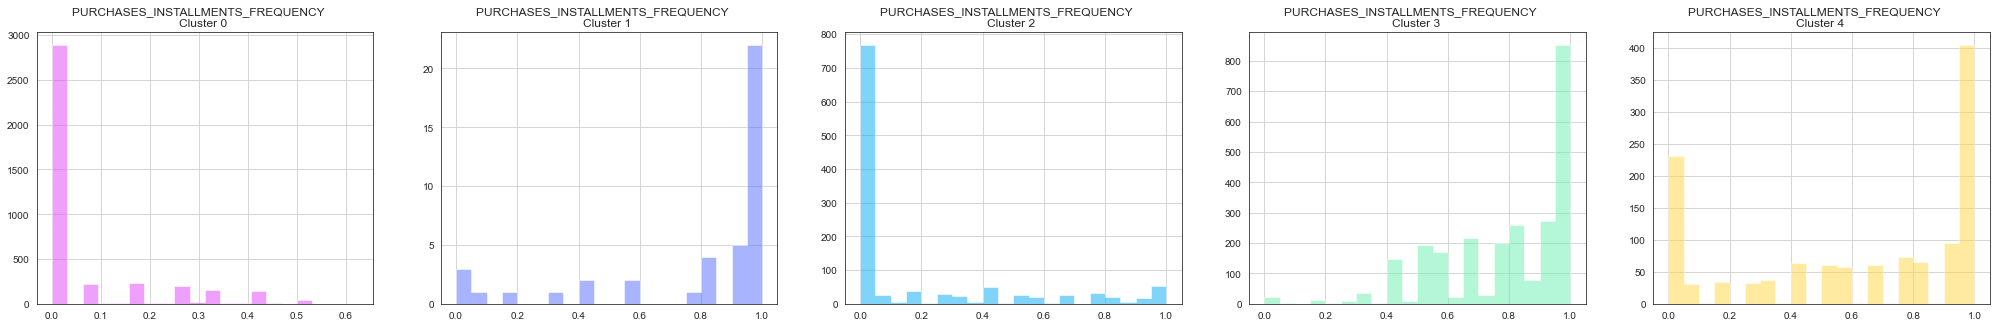 PURCHASES_INSTALLMENTS_FREQUENCY
Cluster 0
3000
2500
2000
1500
1000
500
0
0.0 0.1 0.2 0.3 0.4 0.5 0.6
PURCHASES_INSTALLMENTS_FREQUENCY
Cluster 1
20
15
10
5
0
0.0 0.2 0.4 0.6 0.8 1.0
PURCHASES_INSTALLMENTS_FREQUENCY
Cluster 2
800
700
600
500
400
300
200
100
0
0.0 0.2 0.4 0.6 0.8 1.0
PURCHASES_INSTALLMENTS_FREQUENCY
Cluster 3
800
700
600
500
400
300
200
100
0
0.0 0.2 0.4 0.6 0.8 1.0
PURCHASES_INSTALLMENTS_FREQUENCY
Cluster 4
400
350
300
250
200
150
100
50
0
0.0 0.2 0.4 0.6 0.8 1.0